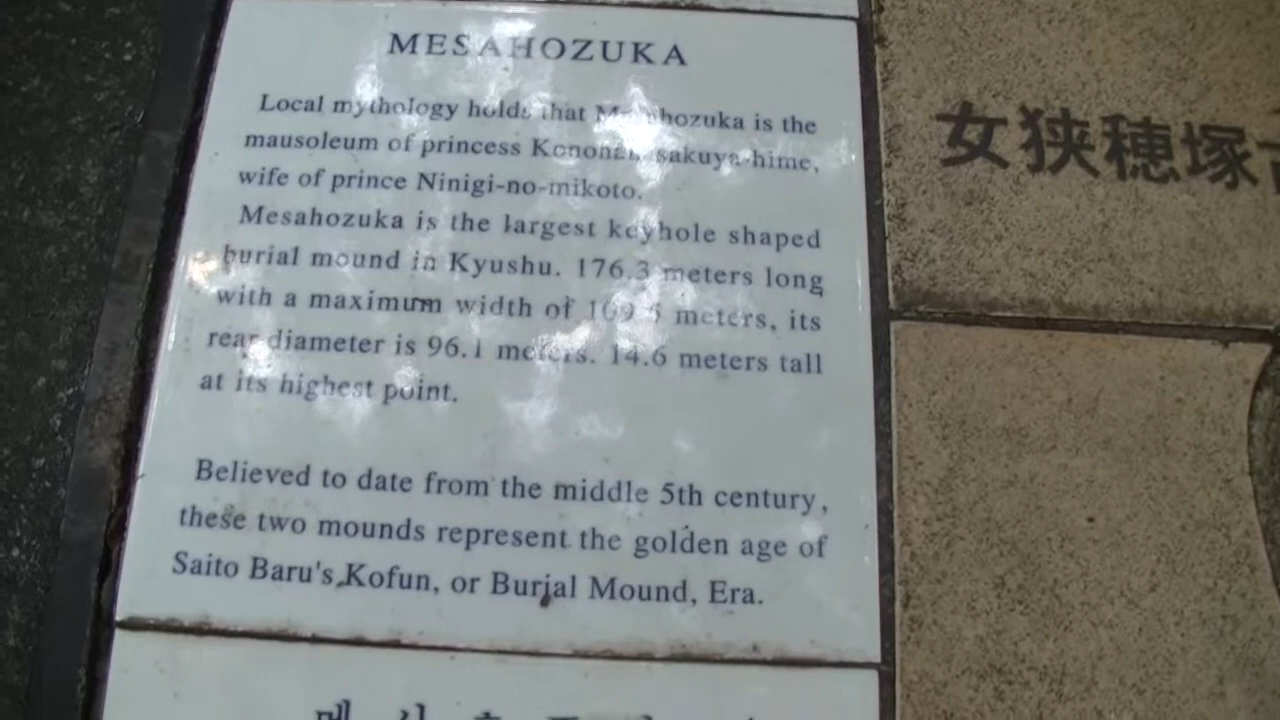 MESAHOZUKA
Local mythology holds that Mesahozuka is the
mausoleum of princess sakuya-hime,
wife of prince Ninigi-no-mikoto.
Mesahozuka is the largest keyhole shaped
burial mound in Kyushu. 176.3 meters long
with a maximum width of meters, its
rear diameter is 96.1 meters. 14.6 meters tall
at its highest point.
Believed to date from the middle 5th century,
these two mounds represent the golden age of
Saito Baru's Kofun, or Burial Mound, Era.
女狭穂塚